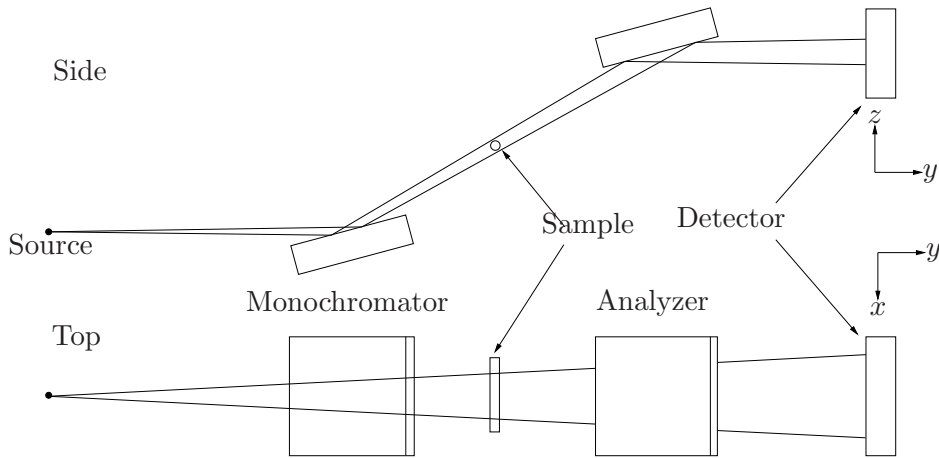 Side
z
y
Source
Sample
Detector
y
x
Monochromator
Analyzer
Top